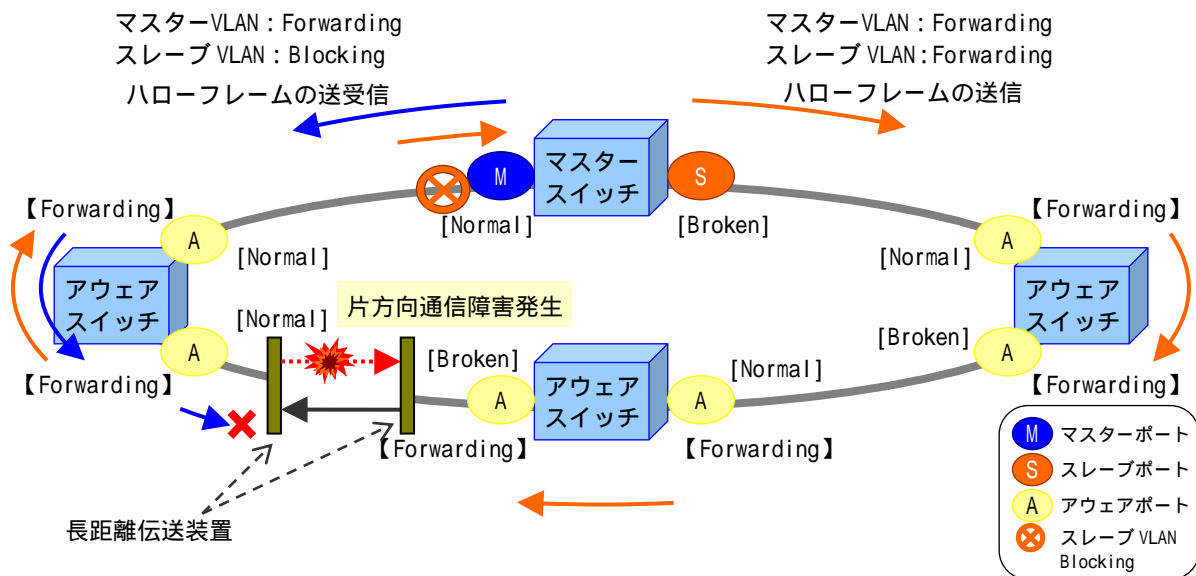 マスターVLAN：Forwarding
スレーブ VLAN：Blocking
ハローフレームの送受信
マスターVLAN：Forwarding
スレーブ VLAN：Forwarding
ハローフレームの送信
マスター
スイッチ
M
S
[Normal]
[Broken]
【Forwarding】
A
[Normal]
アウェア
スイッチ
A
【Forwarding】
[Normal]
片方向通信障害発生
[Broken]
A
【Forwarding】
アウェア
スイッチ
[Normal]
A
【Forwarding】
【Forwarding】
A
[Normal]
アウェア
スイッチ
[Broken]
A
【Forwarding】
長距離伝送装置
M マスターポート
S スレーブポート
A アウェアポート
スレーブ VLAN
Blocking